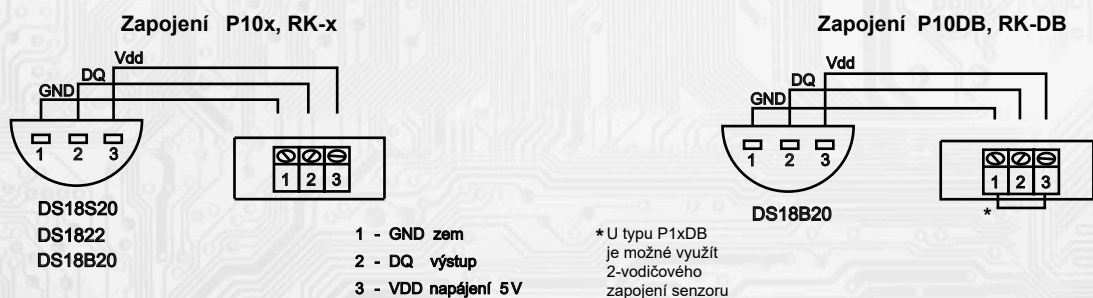 Zapojení P10x, RK-x
Vdd
DQ
GND
1 2 3
1 2 3
DS18S20
DS1822
DS18B20
1 - GND zem
2 - DQ výstup
3 - VDD napájení 5V
Zapojení P10DB, RK-DB
Vdd
DQ
GND
1 2 3
1 2 3
*
DS18B20
* U typu P1xDB
je možné využít
2-vodičového
zapojení senzoru